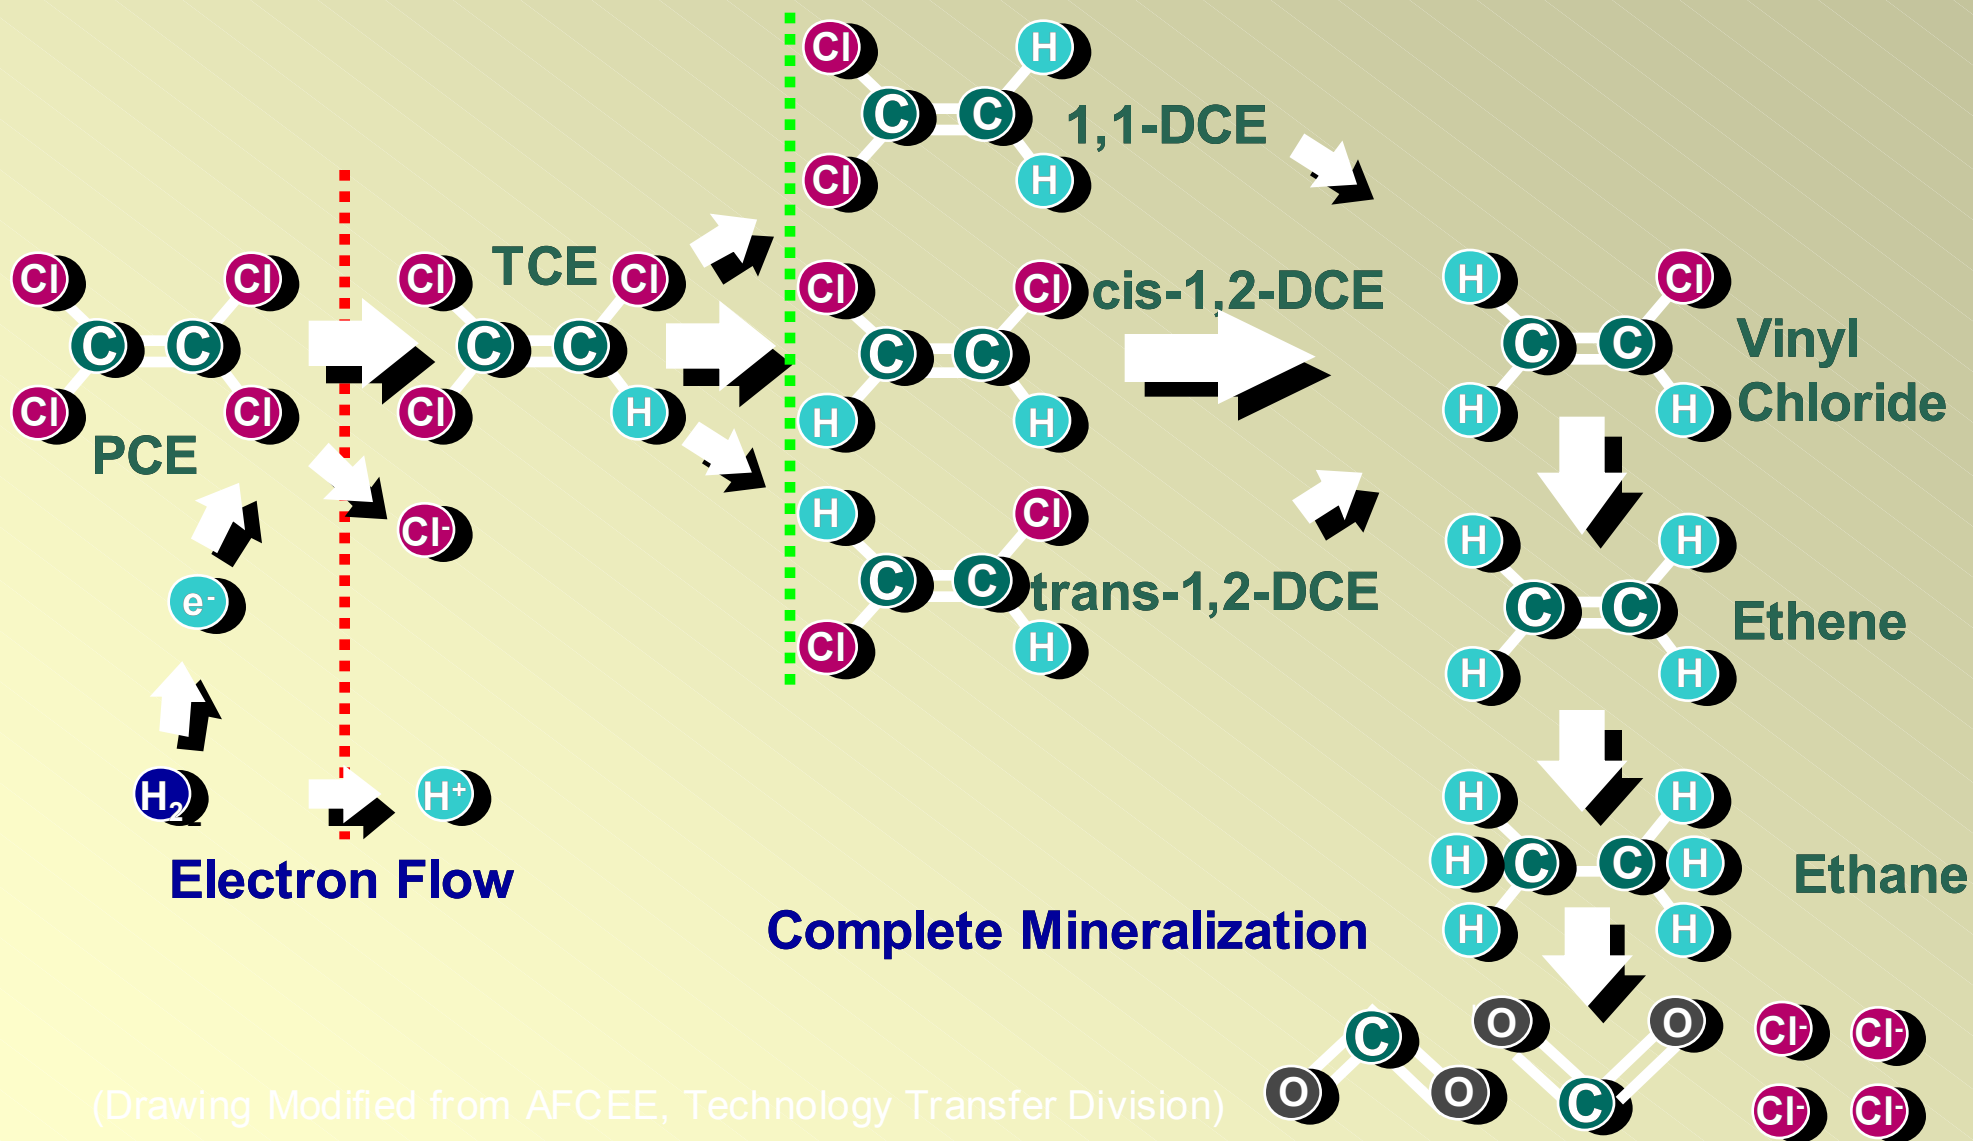 Cl H
C C
1,1-DCE
Cl H
Cl Cl TCE Cl Cl
Cl Cl cis-1,2-DCE H Cl
C C C C C C C C
Vinyl
Chloride
Cl Cl Cl H H H H H
PCE
Cl- H Cl H H
e- C C trans-1,2-DCE C C Ethene
Cl H H H
H2 H+ H H
H C C H Ethane
Electron Flow
Complete Mineralization
H H
C O O Cl- Cl-
O O C Cl- Cl-
(Drawing Modified from AFCEE, Technology Transfer Division)